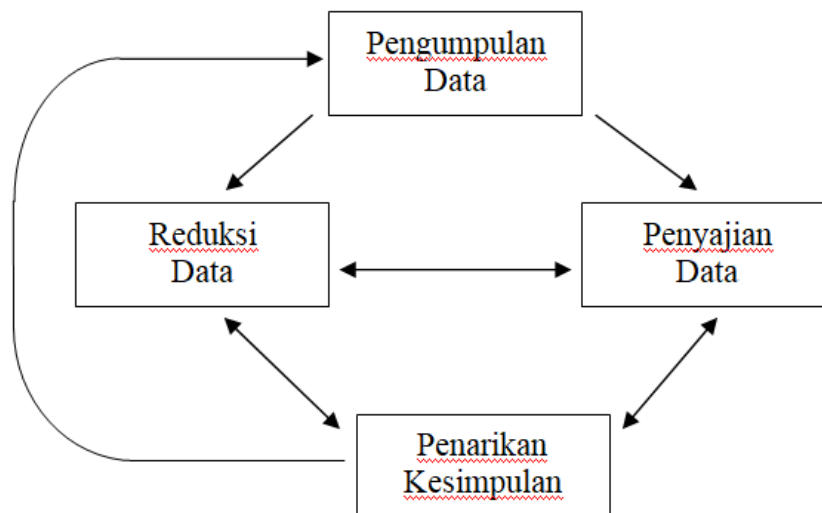 Pengumpulan
Data
Reduksi
Data
Penyajian
Data
Penarikan
Kesimpulan